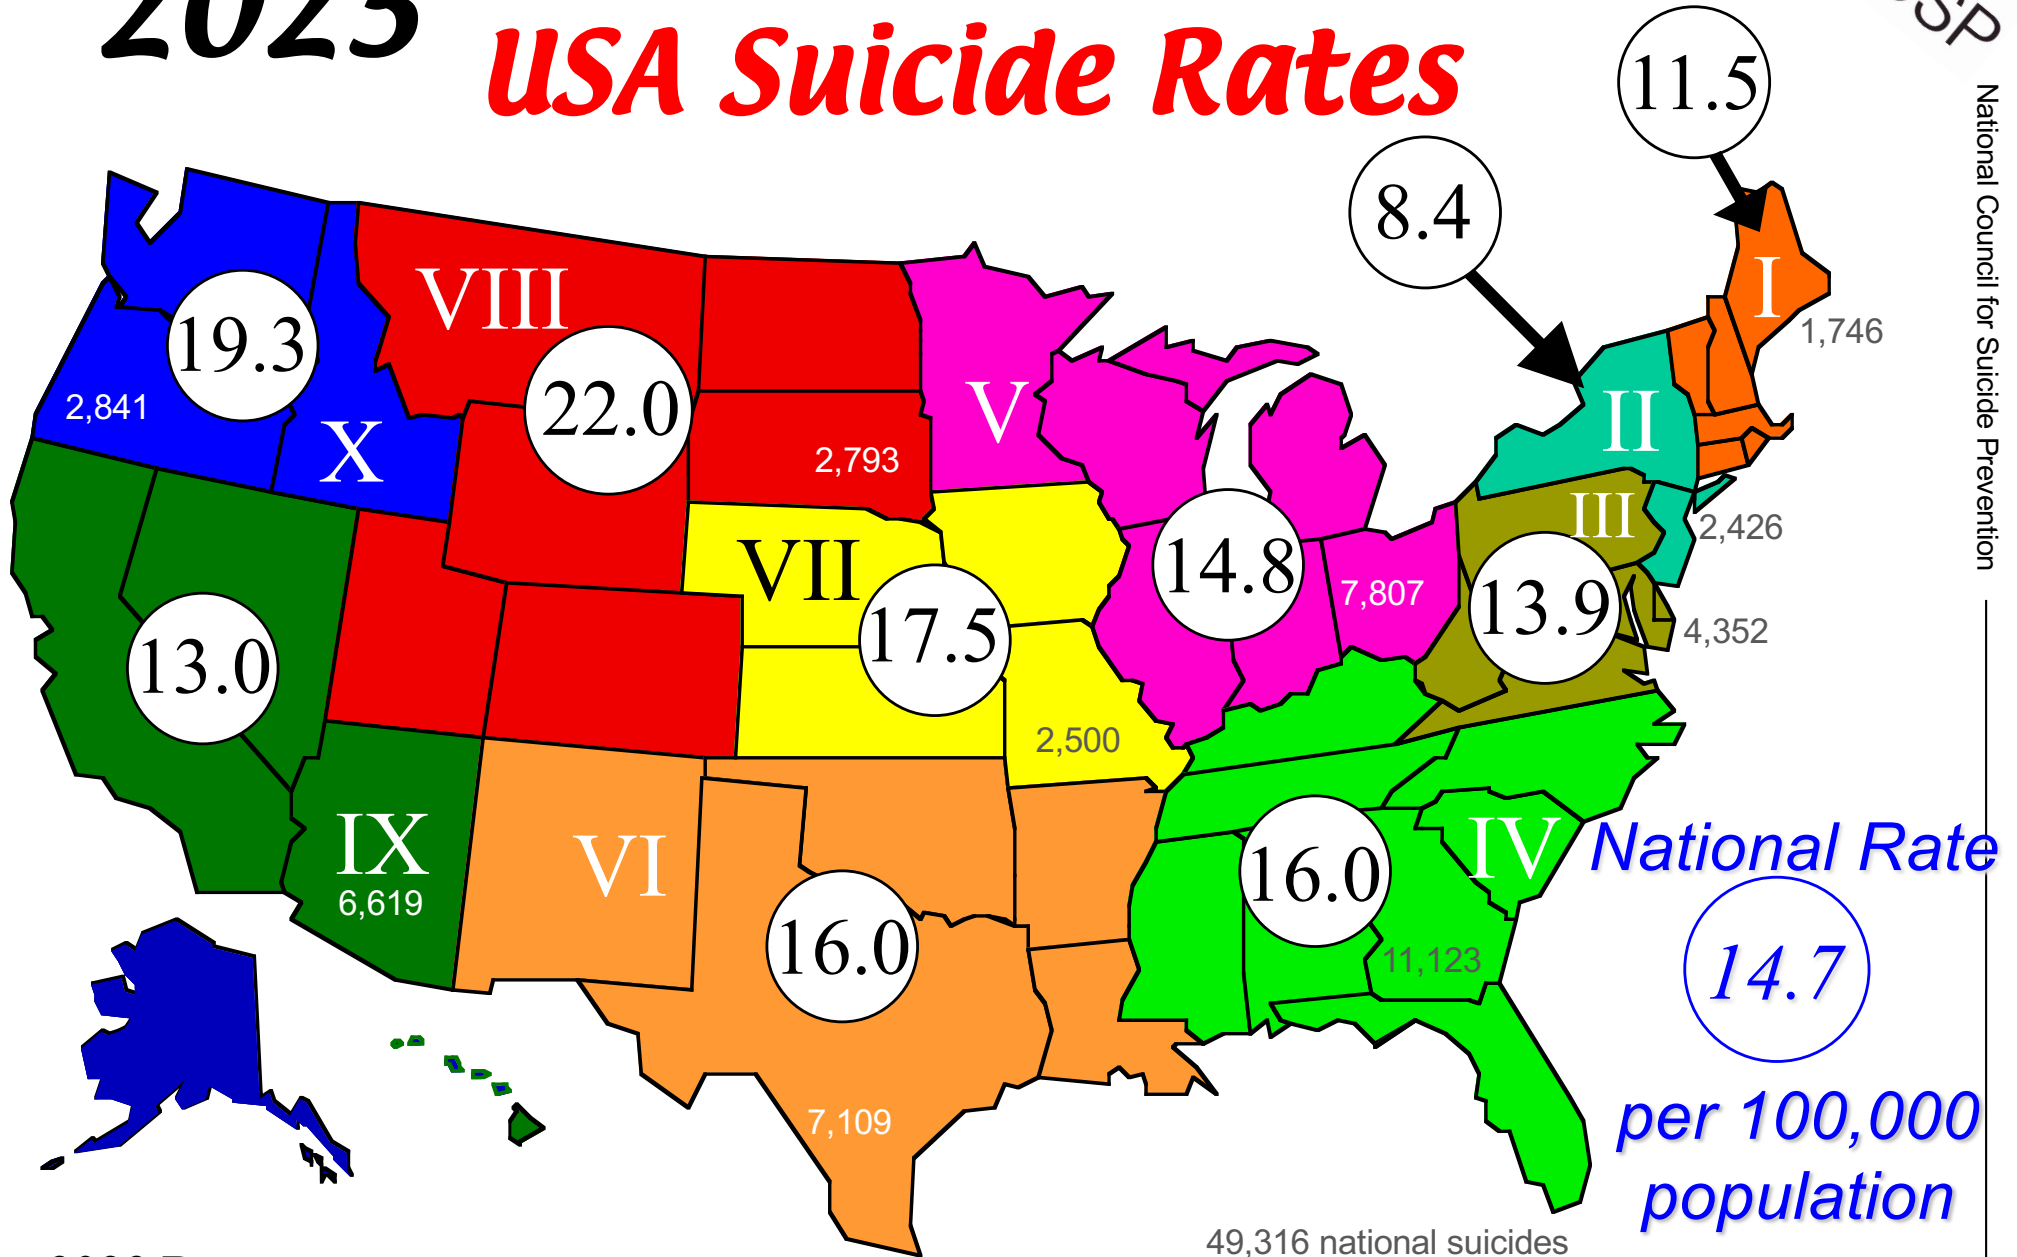 2023
USA Suicide Rates
11.5
8.4
National Council for Suicide Prevention
VIII
I
19.3
1,746
22.0
2,841
V
II
X
2,793
III
2,426
VII
14.8
7,807
13.9
4,352
17.5
13.0
2,500
IX
6,619
VI
16.0
16.0
IV
11,123
National Rate
14.7
per 100,000
population
7,109
49,316 national suicides